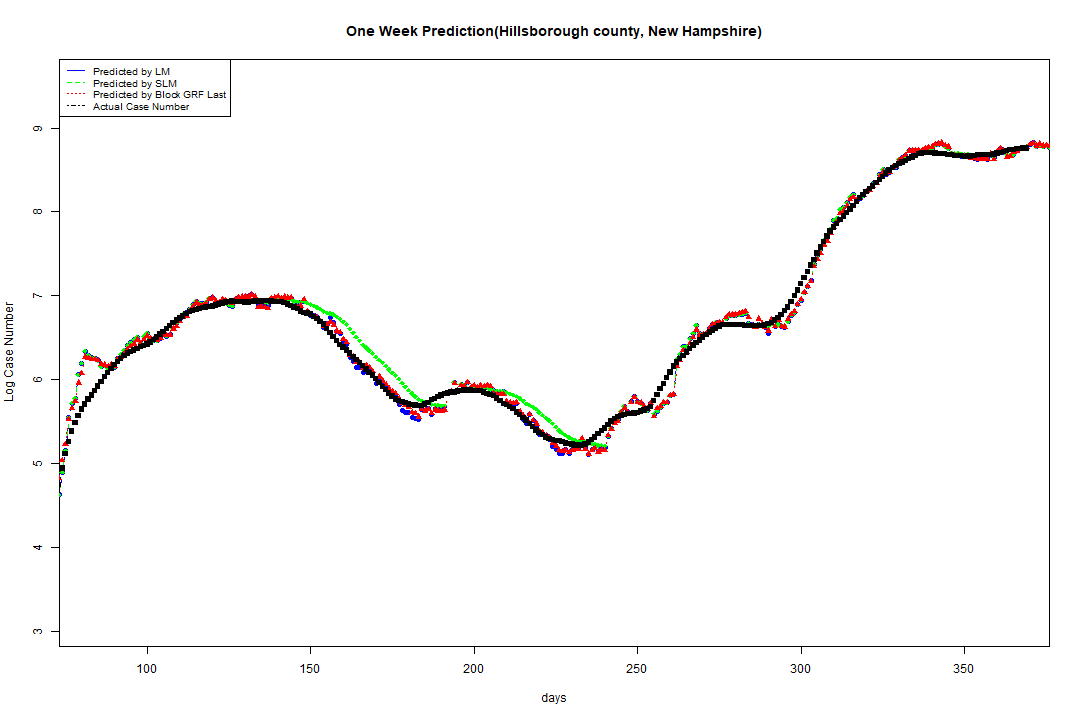 One Week Prediction(Hillsborough county, New Hampshire)
Predicted by LM
Predicted by SLM
Predicted by Block GRF Last
Actual Case Number
Log Case Number
9
8
7
6
5
4
3
100 150 200 250 300 350
days